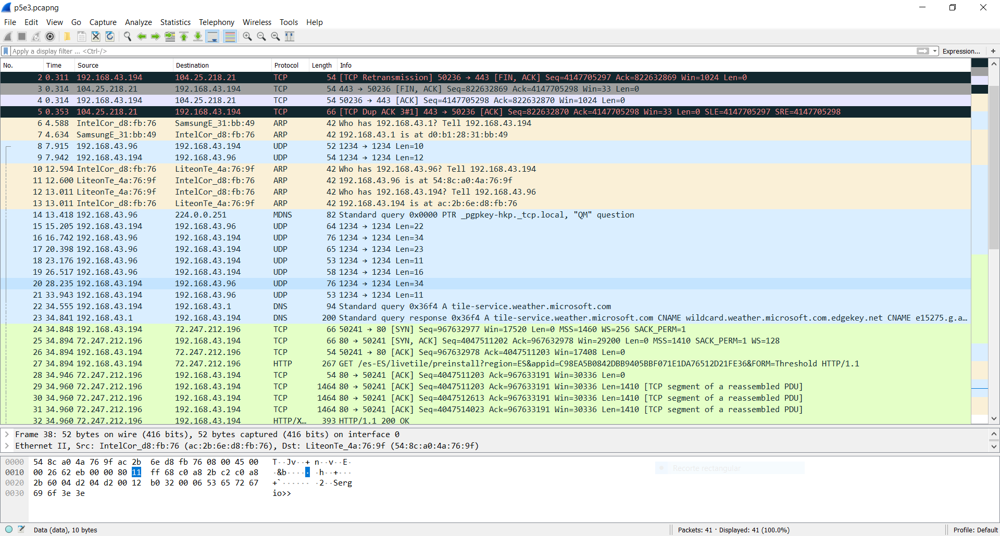 p5e3.pcapng
File Edit View Go Capture Analyze Statistics Telephony Wireless Tools Help
Apply a display filter ... <Ctrl-/> Expression... +
No. Time Source Destination Protocol Length Info
2 0.311 192.168.43.194 104.25.218.21 TCP 54 [TCP Retransmission] 50236 → 443 [FIN, ACK] Seq=4147705297 Ack=822632869 Win=1024 Len=0
3 0.314 104.25.218.21 192.168.43.194 TCP 54 443 → 50236 [FIN, ACK] Seq=822632869 Ack=4147705298 Win=33 Len=0
4 0.314 192.168.43.194 104.25.218.21 TCP 54 50236 → 443 [ACK] Seq=4147705298 Ack=822632870 Win=1024 Len=0
5 0.353 104.25.218.21 192.168.43.194 TCP 66 [TCP Dup ACK 3#1] 443 → 50236 [ACK] Seq=822632870 Ack=4147705298 Win=33 Len=0 SLE=4147705297 SRE=4147705298
6 4.588 IntelCor_d8:fb:76 SamsungE_31:bb:49 ARP 42 Who has 192.168.43.1? Tell 192.168.43.194
7 4.634 SamsungE_31:bb:49 IntelCor_d8:fb:76 ARP 42 192.168.43.1 is at d0:b1:28:31:bb:49
8 7.915 192.168.43.96 192.168.43.194 UDP 52 1234 → 1234 Len=10
9 7.942 192.168.43.194 192.168.43.96 UDP 54 1234 → 1234 Len=12
10 12.594 IntelCor_d8:fb:76 LiteonTe_4a:76:9f ARP 42 Who has 192.168.43.96? Tell 192.168.43.194
11 12.600 LiteonTe_4a:76:9f IntelCor_d8:fb:76 ARP 42 192.168.43.96 is at 54:8c:a0:4a:76:9f
12 13.011 LiteonTe_4a:76:9f IntelCor_d8:fb:76 ARP 42 Who has 192.168.43.194? Tell 192.168.43.96
13 13.011 IntelCor_d8:fb:76 LiteonTe_4a:76:9f ARP 42 192.168.43.194 is at ac:2b:6e:d8:fb:76
14 13.418 192.168.43.96 224.0.0.251 MDNS 82 Standard query 0x0000 PTR _pgpkey-hkp._tcp.local, "QM" question
15 15.205 192.168.43.194 192.168.43.96 UDP 64 1234 → 1234 Len=22
16 16.742 192.168.43.96 192.168.43.194 UDP 76 1234 → 1234 Len=34
17 20.398 192.168.43.96 192.168.43.194 UDP 65 1234 → 1234 Len=23
18 23.176 192.168.43.96 192.168.43.194 UDP 53 1234 → 1234 Len=11
19 26.517 192.168.43.96 192.168.43.194 UDP 58 1234 → 1234 Len=16
20 28.235 192.168.43.194 192.168.43.96 UDP 76 1234 → 1234 Len=34
21 33.943 192.168.43.194 192.168.43.96 UDP 53 1234 → 1234 Len=11
22 34.555 192.168.43.194 192.168.43.1 DNS 94 Standard query 0x36f4 A tile-service.weather.microsoft.com
23 34.841 192.168.43.1 192.168.43.194 DNS 200 Standard query response 0x36f4 A tile-service.weather.microsoft.com CNAME wildcard.weather.microsoft.com.edgekey.net CNAME e15275.g.a…
24 34.848 192.168.43.194 72.247.212.196 TCP 66 50241 → 80 [SYN] Seq=967632977 Win=17520 Len=0 MSS=1460 WS=256 SACK_PERM=1
25 34.894 72.247.212.196 192.168.43.194 TCP 66 80 → 50241 [SYN, ACK] Seq=4047511202 Ack=967632978 Win=29200 Len=0 MSS=1410 SACK_PERM=1 WS=128
26 34.894 192.168.43.194 72.247.212.196 TCP 54 50241 → 80 [ACK] Seq=967632978 Ack=4047511203 Win=17408 Len=0
27 34.894 192.168.43.194 72.247.212.196 HTTP 267 GET /es-ES/livetile/preinstall?region=ES&appid=C98EA5B0842DBB9405BBF071E1DA76512D21FE36&FORM=Threshold HTTP/1.1
28 34.946 72.247.212.196 192.168.43.194 TCP 54 80 → 50241 [ACK] Seq=4047511203 Ack=967633191 Win=30336 Len=0
29 34.960 72.247.212.196 192.168.43.194 TCP 1464 80 → 50241 [ACK] Seq=4047511203 Ack=967633191 Win=30336 Len=1410 [TCP segment of a reassembled PDU]
30 34.960 72.247.212.196 192.168.43.194 TCP 1464 80 → 50241 [ACK] Seq=4047512613 Ack=967633191 Win=30336 Len=1410 [TCP segment of a reassembled PDU]
31 34.960 72.247.212.196 192.168.43.194 TCP 1464 80 → 50241 [ACK] Seq=4047514023 Ack=967633191 Win=30336 Len=1410 [TCP segment of a reassembled PDU]
32 34.960 72.247.212.196 192.168.43.194 HTTP/X… 393 HTTP/1.1 200 OK
Frame 38: 52 bytes on wire (416 bits), 52 bytes captured (416 bits) on interface 0
Ethernet II, Src: IntelCor_d8:fb:76 (ac:2b:6e:d8:fb:76), Dst: LiteonTe_4a:76:9f (54:8c:a0:4a:76:9f)
0000 54 8c a0 4a 76 9f ac 2b 6e d8 fb 76 08 00 45 00 T··Jv··+ n··v··E·
0010 00 26 62 eb 00 00 80 11 ff 68 c0 a8 2b c2 c0 a8 ·&b····· ·h··+···
0020 2b 60 04 d2 04 d2 00 12 b0 32 00 06 53 65 72 67 +`······ ·2··Serg
0030 69 6f 3e 3e io>>
Recorte rectangular
Data (data), 10 bytes Packets: 41 · Displayed: 41 (100.0%) Profile: Default